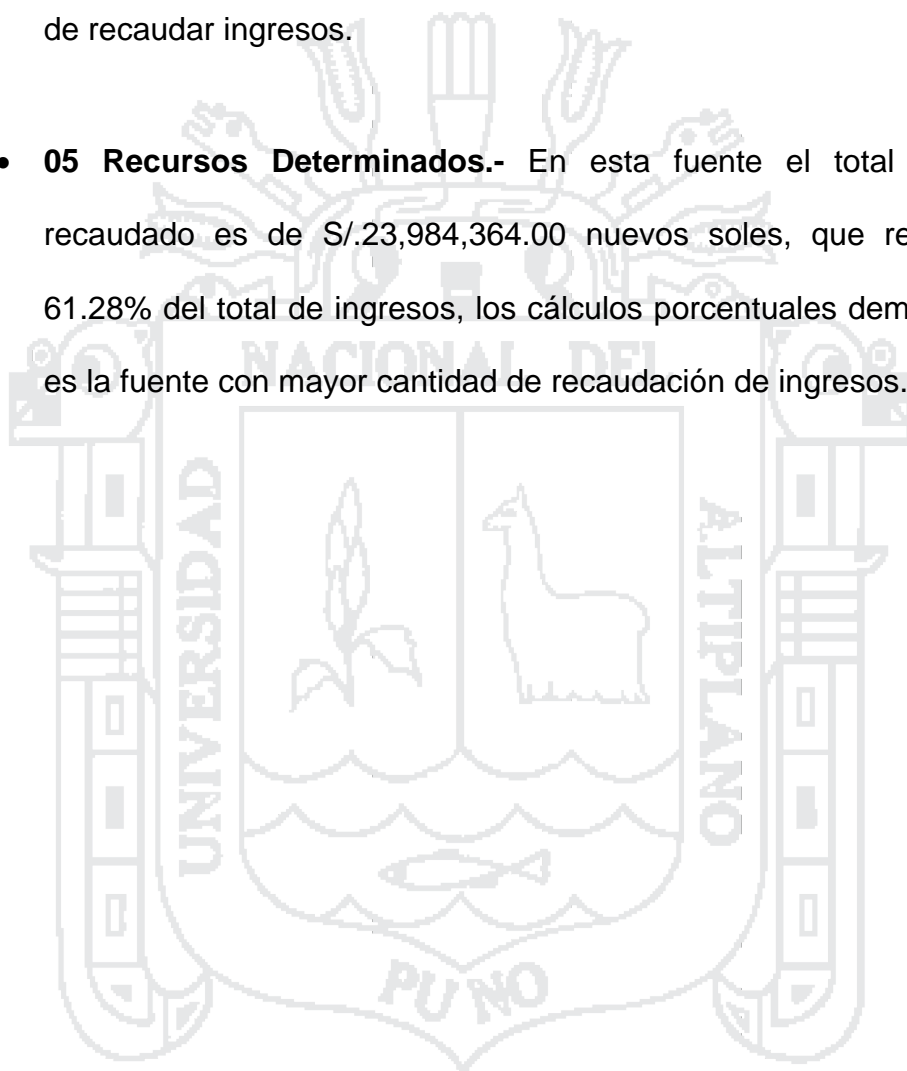 de recaudar ingresos.
• 05 Recursos Determinados.- En esta fuente el total
recaudado es de S/.23,984,364.00 nuevos soles, que re
61.28% del total de ingresos, los cálculos porcentuales dem
es la fuente con mayor cantidad de recaudación de ingresos.
NACIONAL DEL
UNIVERSIDAD
ALTIPLANO
PUNO